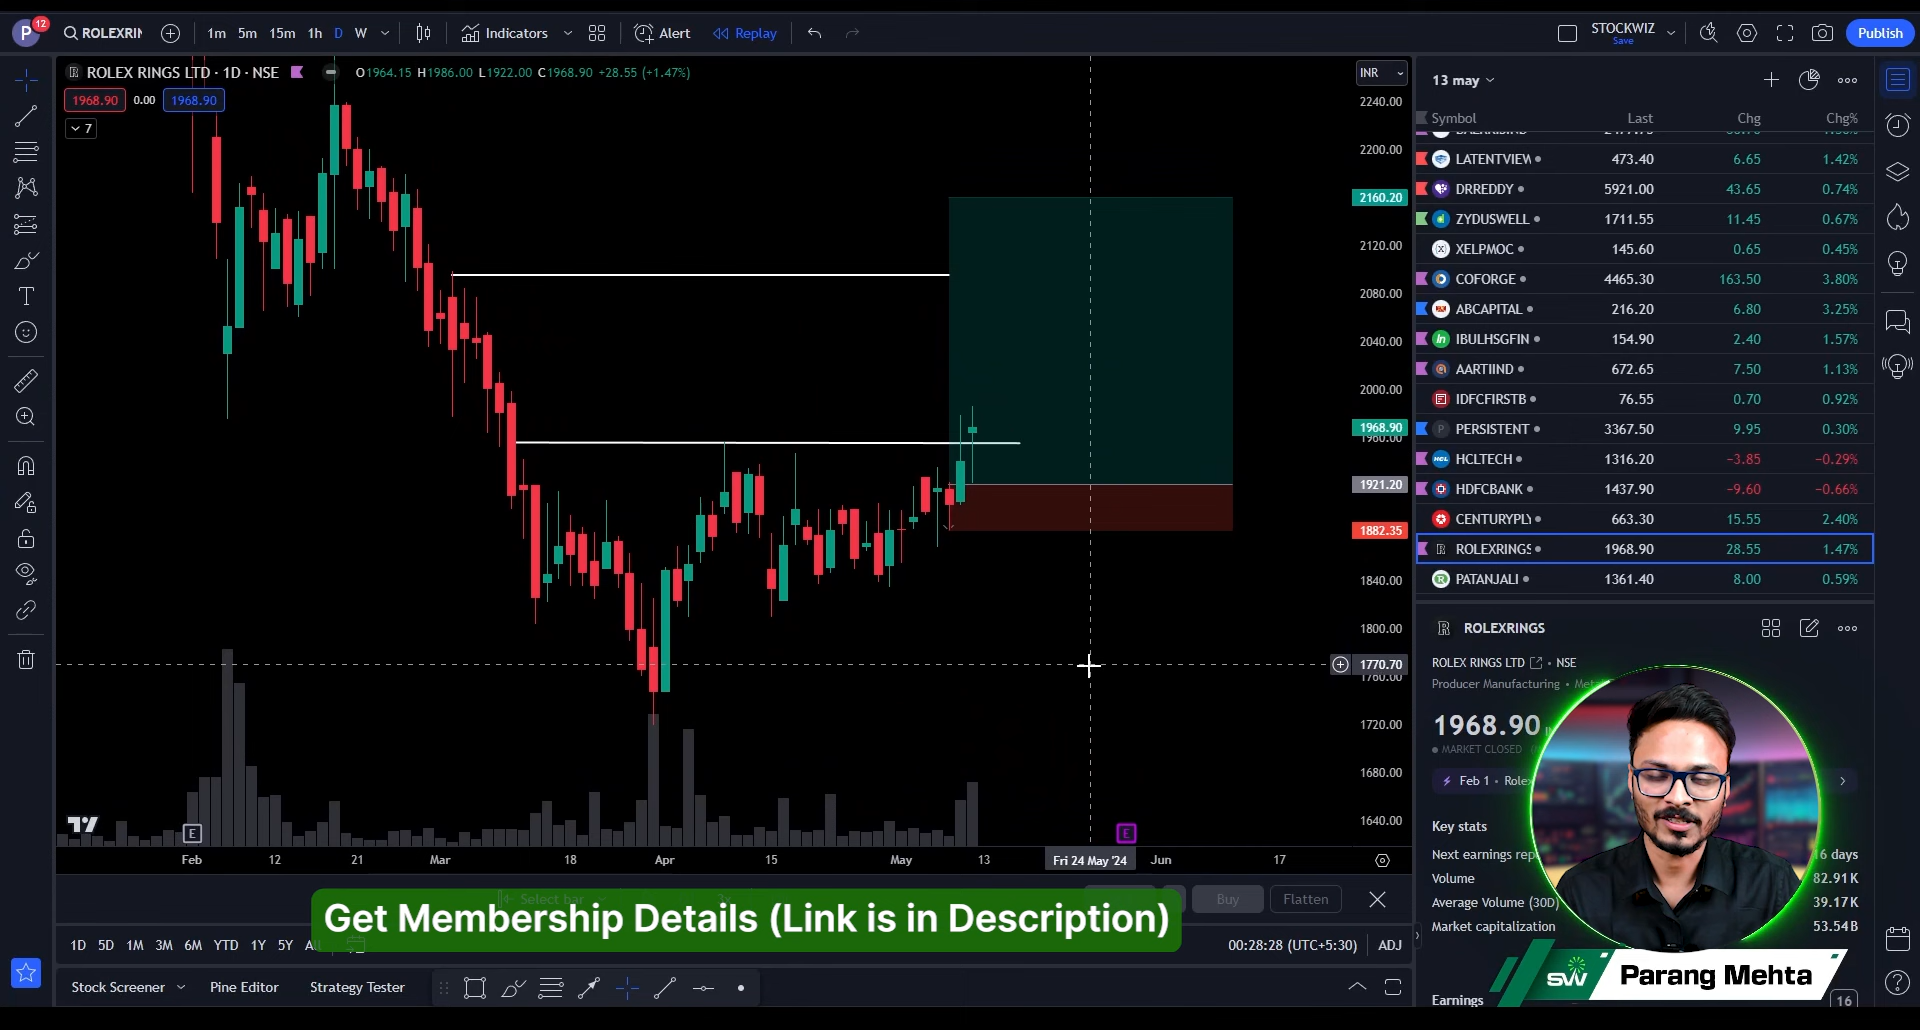 P 12 ROLEXRIN 1m 5m 15m 1h D W Indicators Alert Replay STOCKWIZ Save Publish
ROLEX RINGS LTD · 1D · NSE O1964.15 H1986.00 L1922.00 C1968.90 +28.55 (+1.47%) INR
1968.90 0.00 1968.90
7
2240.00
2200.00
2160.20
2120.00
2080.00
2040.00
2000.00
1968.90
1960.00
1921.20
1882.35
1840.00
1800.00
1770.70
1760.00
1720.00
1680.00
1640.00
E E
Feb 12 21 Mar 18 Apr 15 May 13 Fri 24 May '24 Jun 17
Select bar Buy Flatten
Get Membership Details (Link is in Description)
1D 5D 1M 3M 6M YTD 1Y 5Y 00:28:28 (UTC+5:30) ADJ
Stock Screener Pine Editor Strategy Tester
13 may
Symbol Last Chg Chg%
LATENTVIEW 473.40 6.65 1.42%
DRREDDY 5921.00 43.65 0.74%
ZYDUSWELL 1711.55 11.45 0.67%
XELPMOC 145.60 0.65 0.45%
COFORGE 4465.30 163.50 3.80%
ABCAPITAL 216.20 6.80 3.25%
IBULHSGFIN 154.90 2.40 1.57%
AARTIIND 672.65 7.50 1.13%
IDFCFIRSTB 76.55 0.70 0.92%
PERSISTENT 3367.50 9.95 0.30%
HCLTECH 1316.20 −3.85 −0.29%
HDFCBANK 1437.90 −9.60 −0.66%
CENTURYPLY 663.30 15.55 2.40%
ROLEXRINGS 1968.90 28.55 1.47%
PATANJALI 1361.40 8.00 0.59%
ROLEXRINGS
ROLEX RINGS LTD · NSE
Producer Manufacturing
1968.90
MARKET CLOSED
Feb 1 ·
Key stats
Next earnings 16 days
Volume 82.91K
Average Volume (30D) 39.17K
Market capitalization 53.54B
SW Parang Mehta
Earnings 16